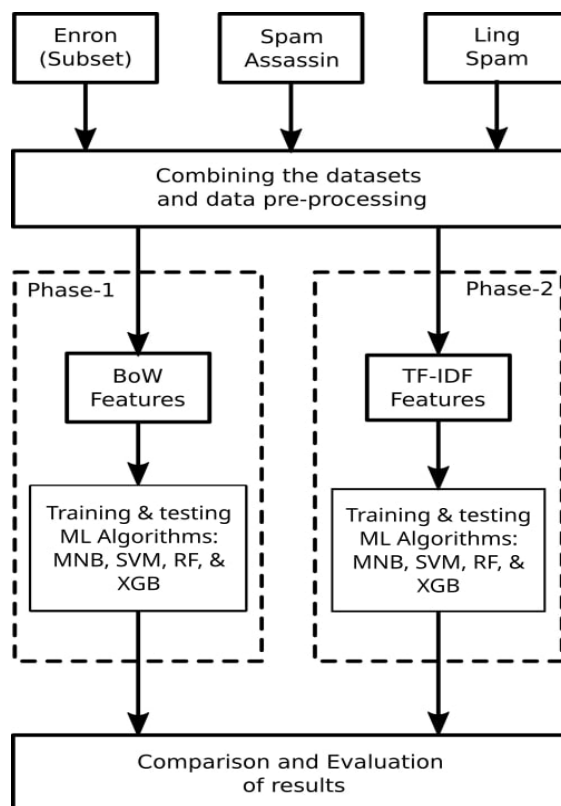 Enron
(Subset)
Spam
Assassin
Ling
Spam
Combining the datasets
and data pre-processing
Phase-1
BoW
Features
Training & testing
ML Algorithms:
MNB, SVM, RF, &
XGB
Phase-2
TF-IDF
Features
Training & testing
ML Algorithms:
MNB, SVM, RF, &
XGB
Comparison and Evaluation
of results